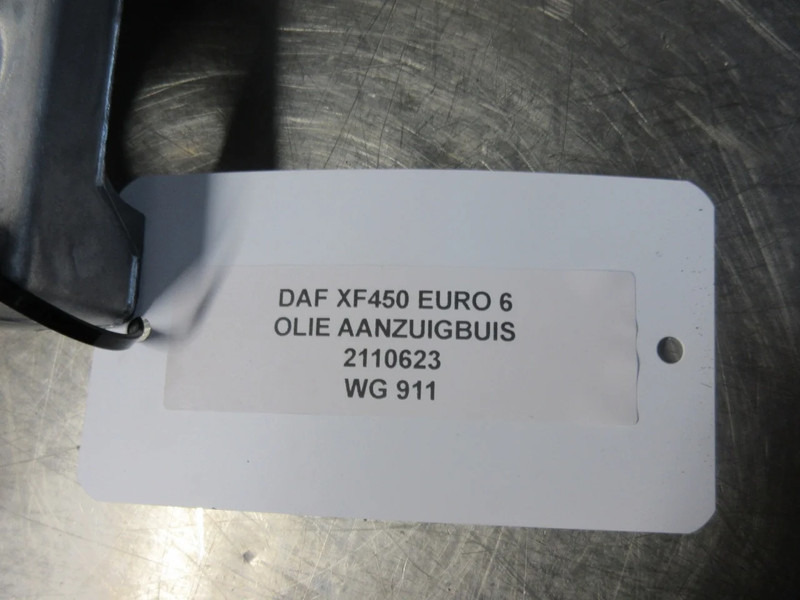 DAF XF450 EURO 6
OLIE AANZUIGBUIS
2110623
WG 911